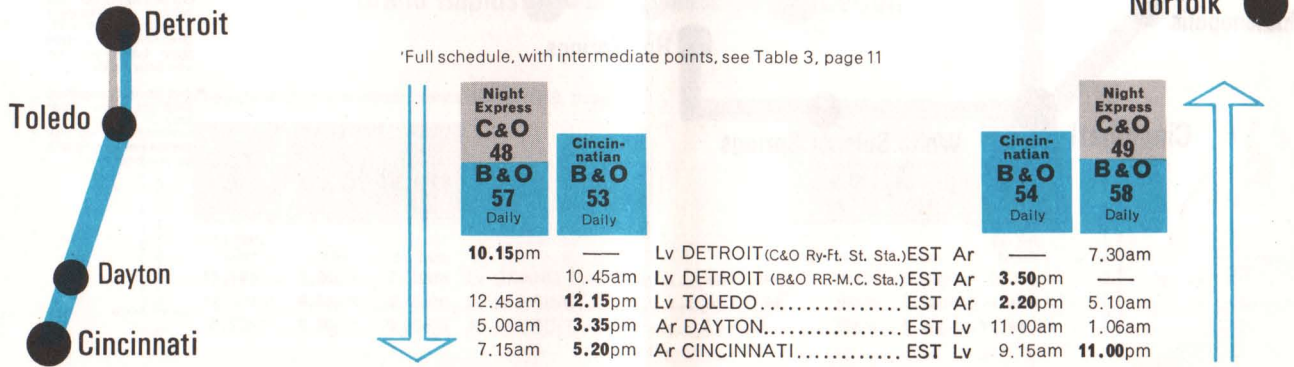 Norfolk
Detroit
Toledo
Dayton
Cincinnati
'Full schedule, with intermediate points, see Table 3, page 11
Night
Express
C&O
48
B&O
57
Daily
Cincin-
natian
B&O
53
Daily
Cincin-
natian
B&O
54
Daily
Night
Express
C&O
49
B&O
58
Daily
10.15pm — Lv DETROIT (C&O Ry-Ft. St. Sta.) EST Ar — 7.30am
— 10.45am Lv DETROIT (B&O RR-M.C. Sta.) EST Ar 3.50pm —
12.45am 12.15pm Lv TOLEDO............... EST Ar 2.20pm 5.10am
5.00am 3.35pm Ar DAYTON............... EST Lv 11.00am 1.06am
7.15am 5.20pm Ar CINCINNATI............ EST Lv 9.15am 11.00pm